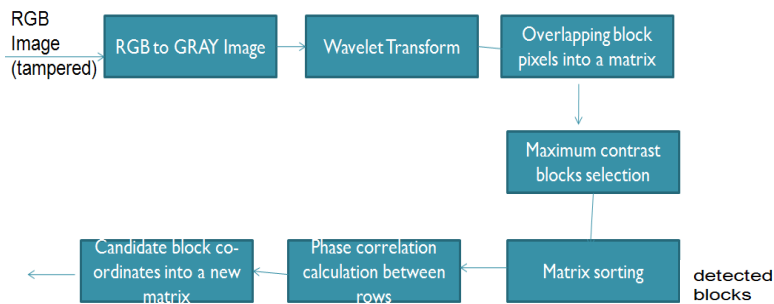 RGB
Image
(tampered)
RGB to GRAY Image
Wavelet Transform
Overlapping block
pixels into a matrix
Maximum contrast
blocks selection
Matrix sorting
detected
blocks
Phase correlation
calculation between
rows
Candidate block co-
ordinates into a new
matrix